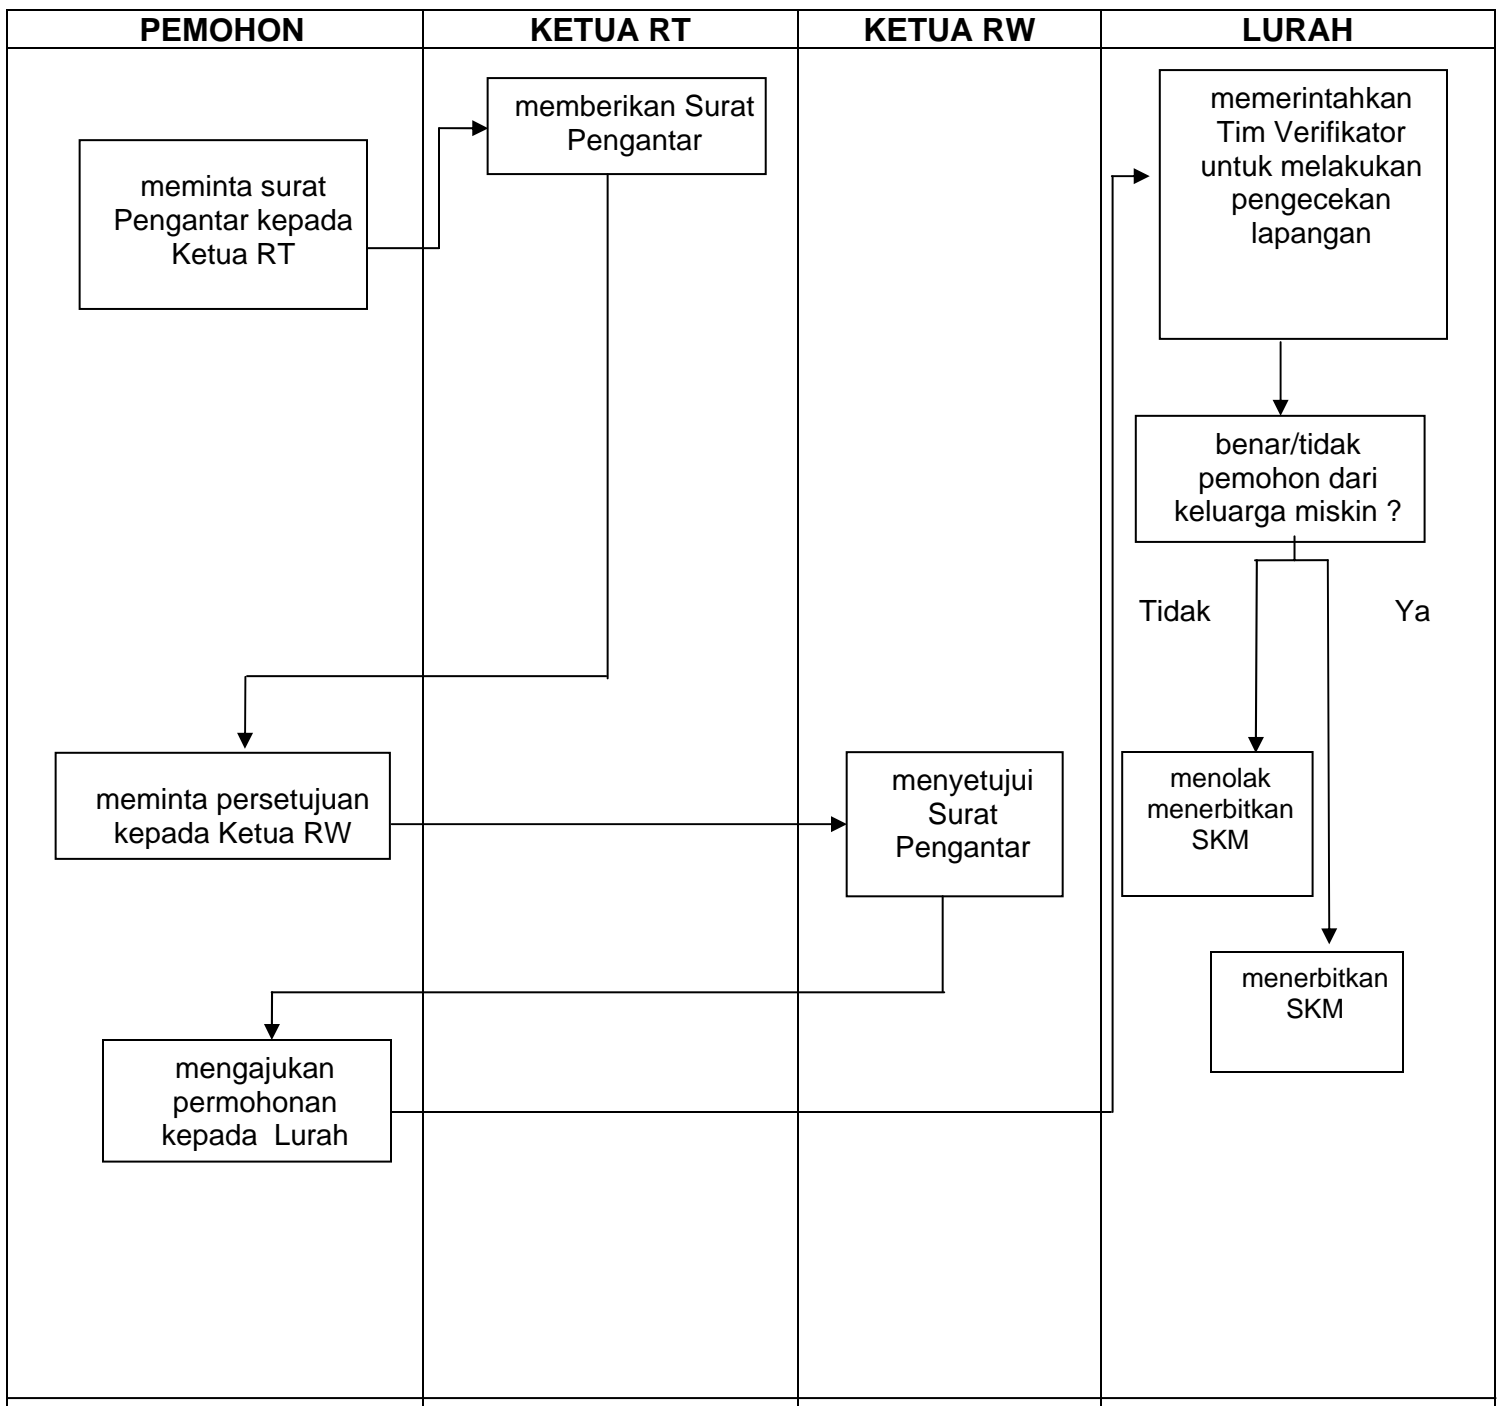 PEMOHON
KETUA RT
KETUA RW
LURAH
meminta surat
Pengantar kepada
Ketua RT
memberikan Surat
Pengantar
memerintahkan
Tim Verifikator
untuk melakukan
pengecekan
lapangan
benar/tidak
pemohon dari
keluarga miskin ?
Tidak
Ya
meminta persetujuan
kepada Ketua RW
menyetujui
Surat
Pengantar
menolak
menerbitkan
SKM
menerbitkan
SKM
mengajukan
permohonan
kepada  Lurah